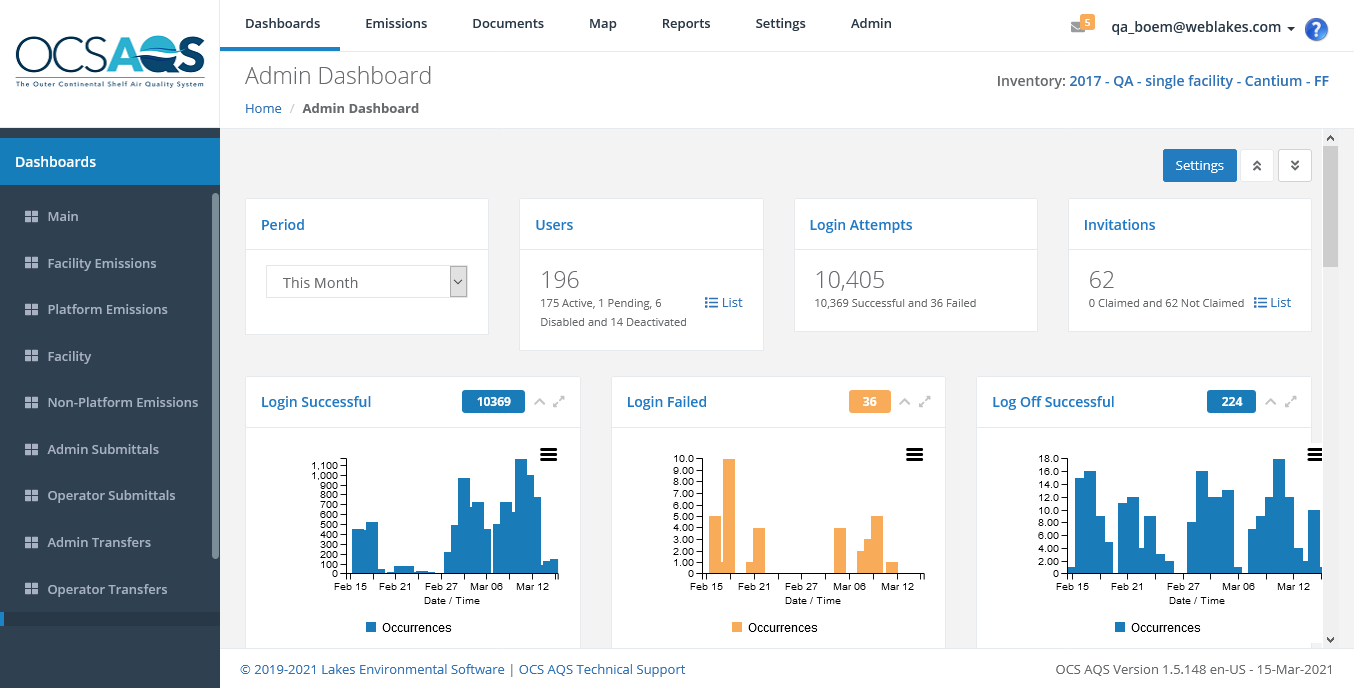 OCSAQS
The Outer Continental Shelf Air Quality System
Dashboards
Emissions
Documents
Map
Reports
Settings
Admin
5
qa_boem@weblakes.com
?
Admin Dashboard
Home / Admin Dashboard
Inventory: 2017 - QA - single facility - Cantium - FF
Dashboards
Main
Facility Emissions
Platform Emissions
Facility
Non-Platform Emissions
Admin Submittals
Operator Submittals
Admin Transfers
Operator Transfers
Settings
Period
This Month
Users
196
175 Active, 1 Pending, 6
Disabled and 14 Deactivated
List
Login Attempts
10,405
10,369 Successful and 36 Failed
Invitations
62
0 Claimed and 62 Not Claimed
List
Login Successful
10369
1,100
1,000
900
800
700
600
500
400
300
200
100
0
Feb 15 Feb 21 Feb 27 Mar 06 Mar 12
Date / Time
Occurrences
Login Failed
36
10.0
9.00
8.00
7.00
6.00
5.00
4.00
3.00
2.00
1.00
0
Feb 15 Feb 21 Feb 27 Mar 06 Mar 12
Date / Time
Occurrences
Log Off Successful
224
18.0
16.0
14.0
12.0
10.0
8.00
6.00
4.00
2.00
0
Feb 15 Feb 21 Feb 27 Mar 06 Mar 12
Date / Time
Occurrences
© 2019-2021 Lakes Environmental Software | OCS AQS Technical Support
OCS AQS Version 1.5.148 en-US - 15-Mar-2021